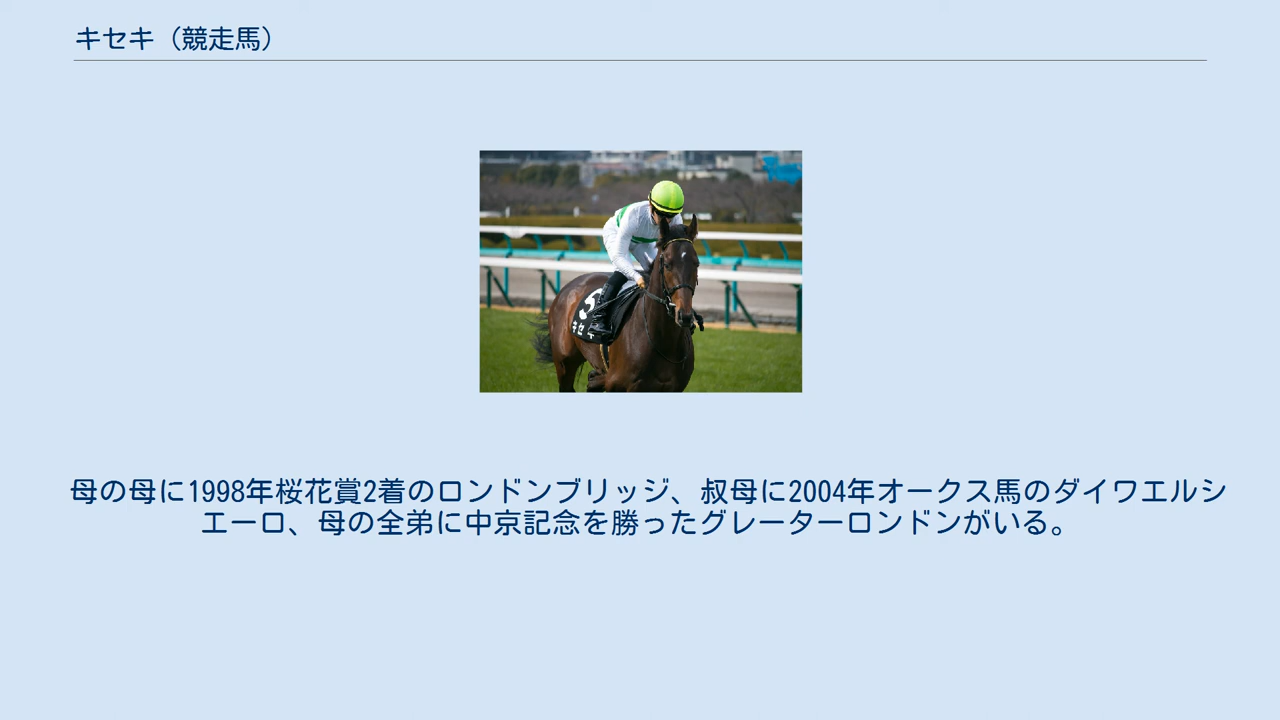 キセキ（競走馬）
5
キセキ
母の母に1998年桜花賞2着のロンドンブリッジ、叔母に2004年オークス馬のダイワエルシ
エーロ、母の全弟に中京記念を勝ったグレーターロンドンがいる。